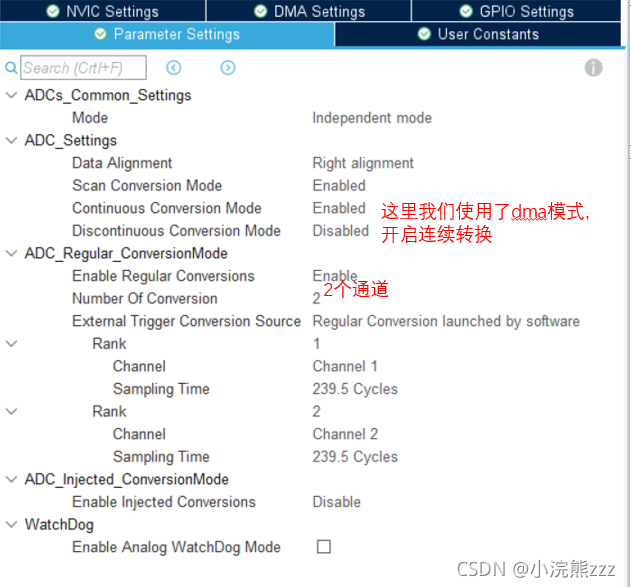 NVIC Settings DMA Settings GPIO Settings
Parameter Settings User Constants
Search (Crtl+F)
ADCs_Common_Settings
Mode Independent mode
ADC_Settings
Data Alignment Right alignment
Scan Conversion Mode Enabled
Continuous Conversion Mode Enabled
这里我们使用了dma模式,
开启连续转换
Discontinuous Conversion Mode Disabled
ADC_Regular_ConversionMode
Enable Regular Conversions Enable
2个通道
Number Of Conversion 2
External Trigger Conversion Source Regular Conversion launched by software
Rank 1
Channel Channel 1
Sampling Time 239.5 Cycles
Rank 2
Channel Channel 2
Sampling Time 239.5 Cycles
ADC_Injected_ConversionMode
Enable Injected Conversions Disable
WatchDog
Enable Analog WatchDog Mode
CSDN @小浣熊zzz